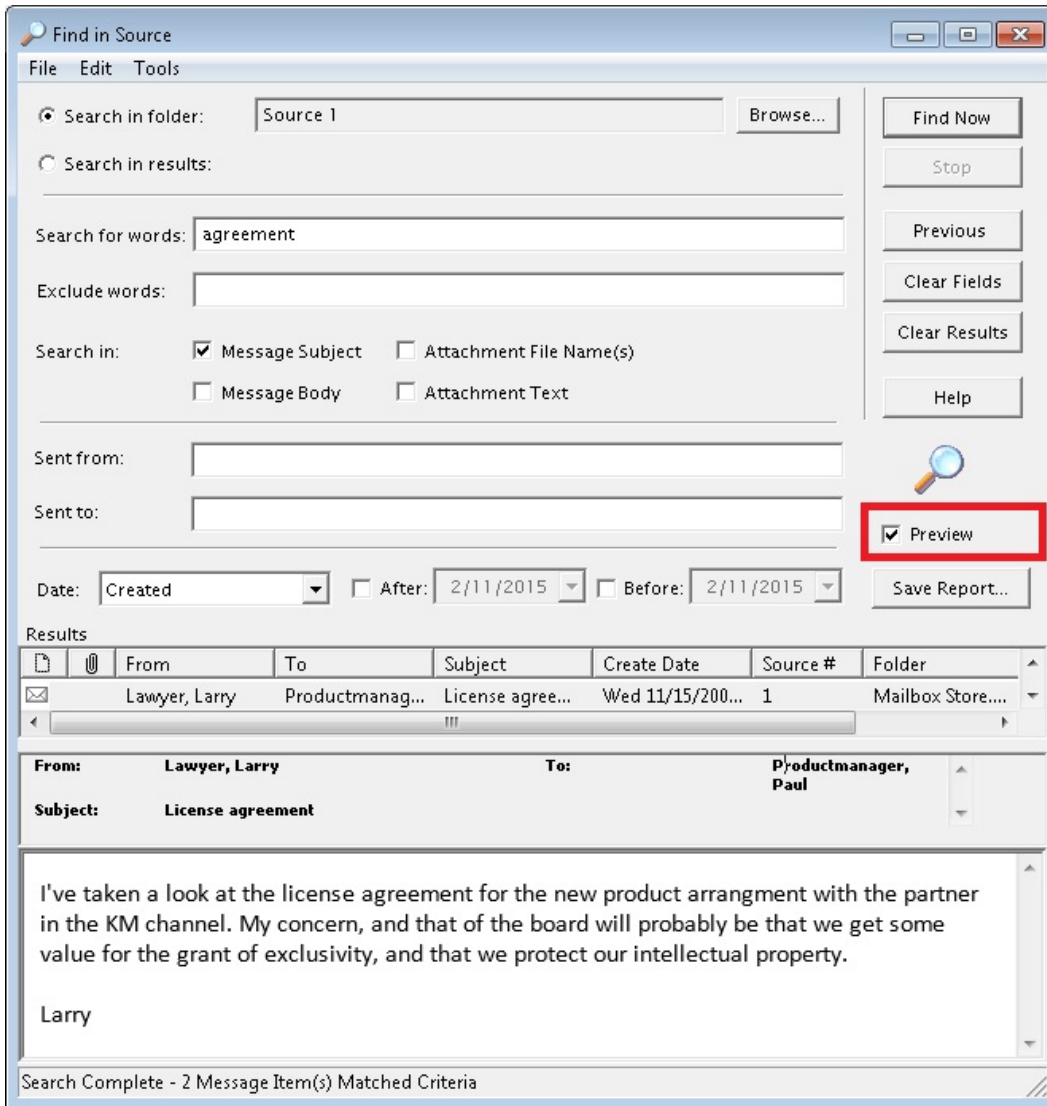 Find in Source
File Edit Tools
Search in folder: Source 1 Browse... Find Now
Search in results: Stop
Search for words: agreement Previous
Exclude words: Clear Fields
Clear Results
Search in: Message Subject Attachment File Name(s)
Message Body Attachment Text Help
Sent from:
Sent to:
Preview
Date: Created After: 2/11/2015 Before: 2/11/2015 Save Report...
Results
From To Subject Create Date Source # Folder
Lawyer, Larry Productmanag... License agree... Wed 11/15/200... 1 Mailbox Store....
From: Lawyer, Larry To: Productmanager,
Paul
Subject: License agreement
I've taken a look at the license agreement for the new product arrangment with the partner
in the KM channel. My concern, and that of the board will probably be that we get some
value for the grant of exclusivity, and that we protect our intellectual property.
Larry
Search Complete - 2 Message Item(s) Matched Criteria